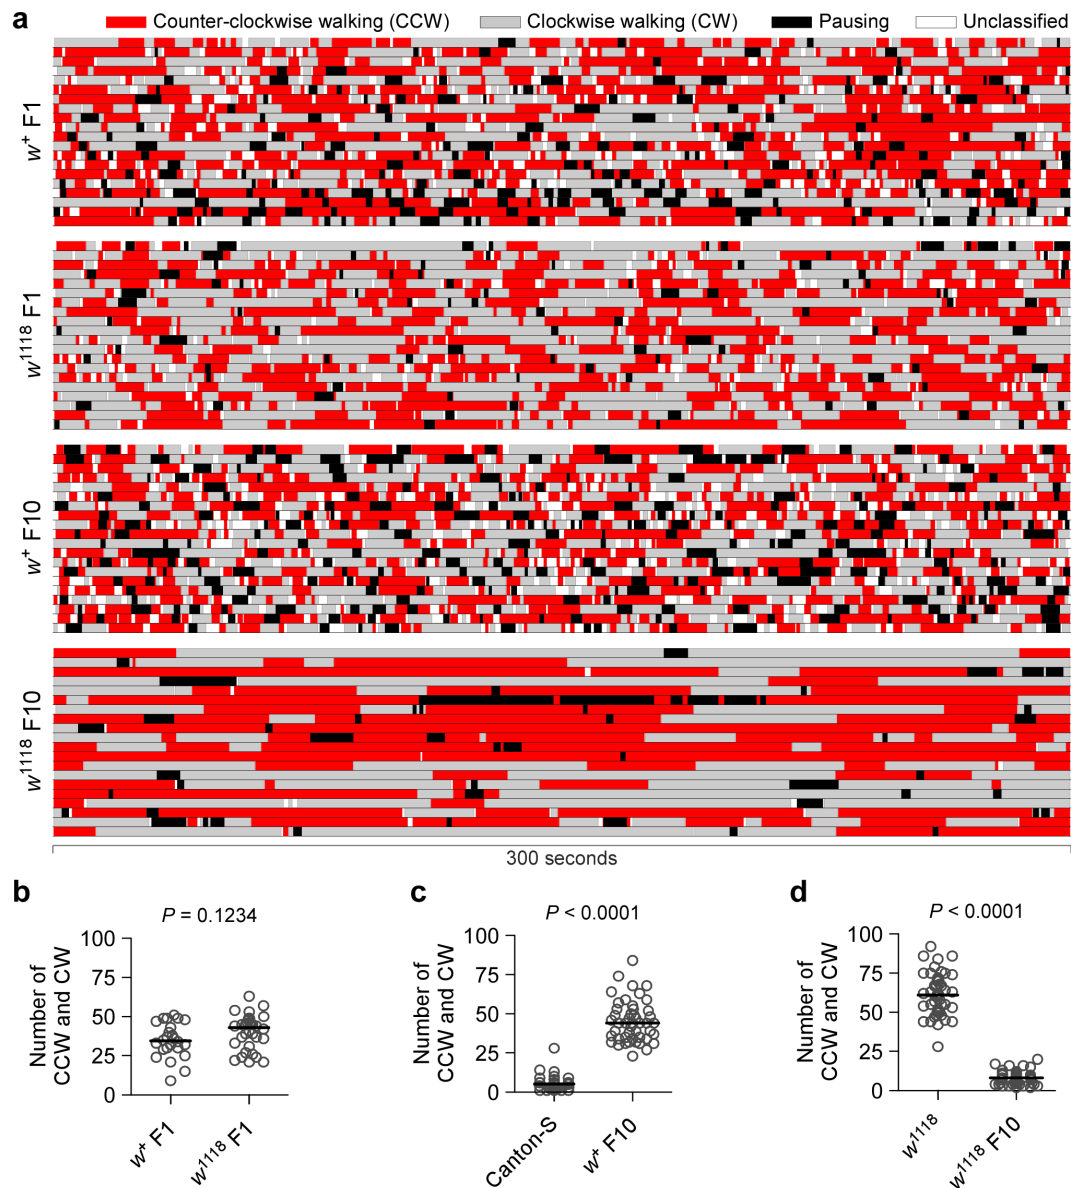 a
Counter-clockwise walking (CCW) Clockwise walking (CW) Pausing Unclassified
w+ F1
w1118 F1
w+ F10
w1118 F10
300 seconds
b
P = 0.1234
Number of
CCW and CW
100
75
50
25
0
w+ F1
w1118 F1
c
P < 0.0001
Number of
CCW and CW
100
75
50
25
0
Canton-S
w+ F10
d
P < 0.0001
Number of
CCW and CW
100
75
50
25
0
w1118
w1118 F10